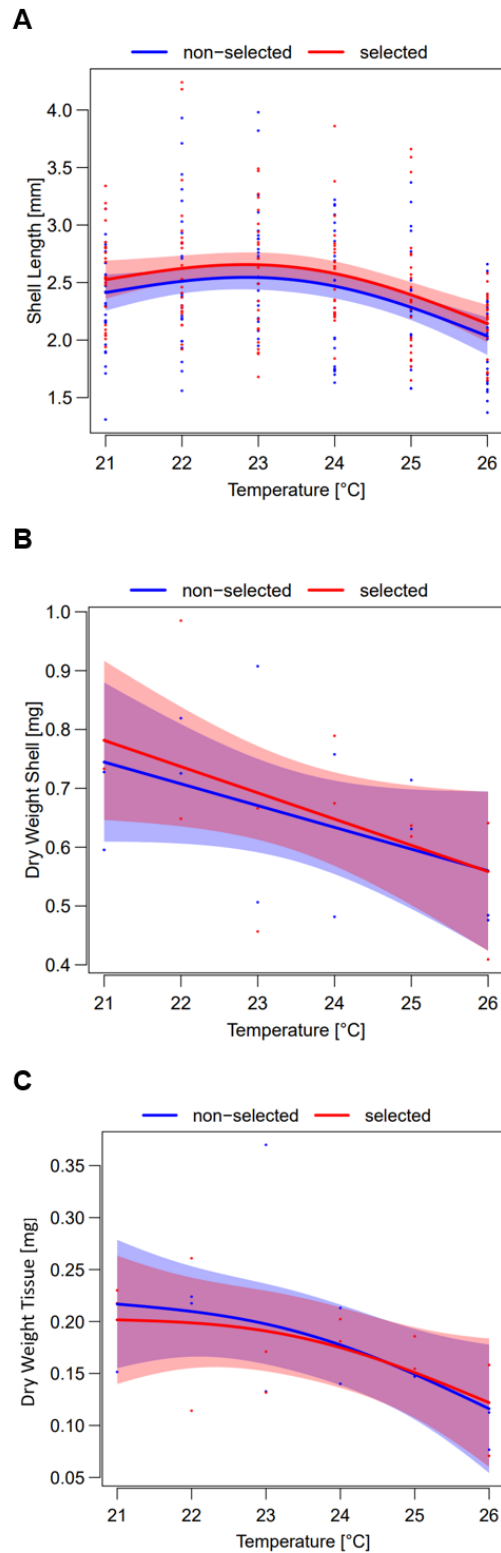 A
non−selected selected
4.0
3.5
3.0
2.5
2.0
1.5
Shell Length [mm]
21 22 23 24 25 26
Temperature [°C]
B
non−selected selected
1.0
0.9
0.8
0.7
0.6
0.5
0.4
Dry Weight Shell [mg]
21 22 23 24 25 26
Temperature [°C]
C
non−selected selected
0.35
0.30
0.25
0.20
0.15
0.10
0.05
Dry Weight Tissue [mg]
21 22 23 24 25 26
Temperature [°C]